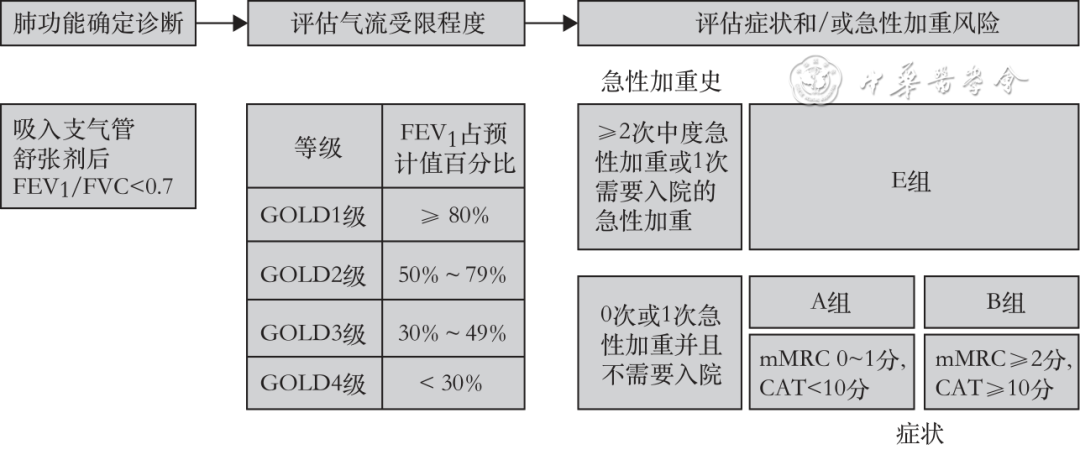 肺功能确定诊断
评估气流受限程度
评估症状和/或急性加重风险
中华医学会
吸入支气管
舒张剂后
FEV₁/FVC<0.7
等级
FEV₁占预
计值百分比
GOLD1级
≥ 80%
GOLD2级
50% ~ 79%
GOLD3级
30% ~ 49%
GOLD4级
< 30%
急性加重史
≥2次中度急
性加重或1次
需要入院的
急性加重
E组
0次或1次急
性加重并且
不需要入院
A组
B组
mMRC 0~1分,
CAT<10分
mMRC≥2分,
CAT≥10分
症状